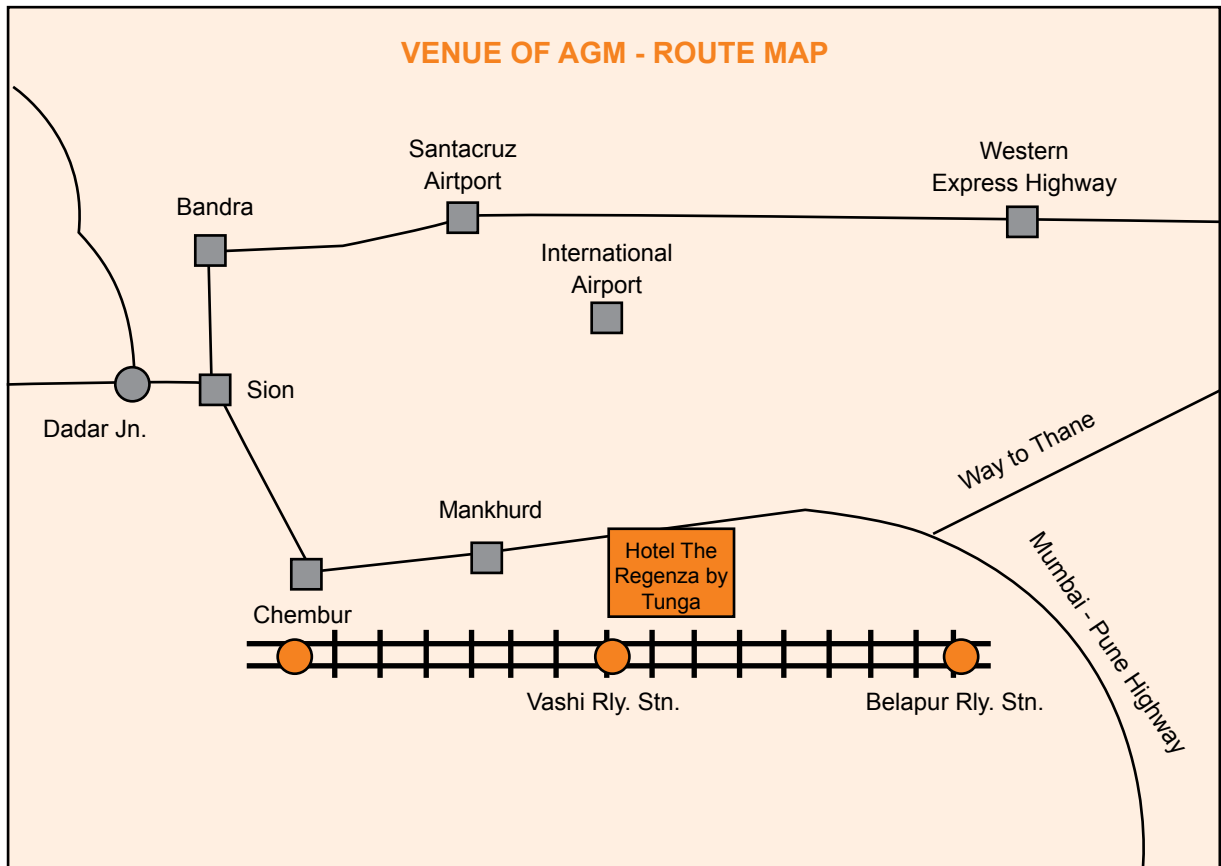 VENUE OF AGM - ROUTE MAP
Santacruz
Airtport
Western
Express Highway
Bandra
International
Airport
Sion
Dadar Jn.
Way to Thane
Mankhurd
Hotel The
Regenza by
Tunga
Chembur
Mumbai - Pune Highway
Vashi Rly. Stn.
Belapur Rly. Stn.